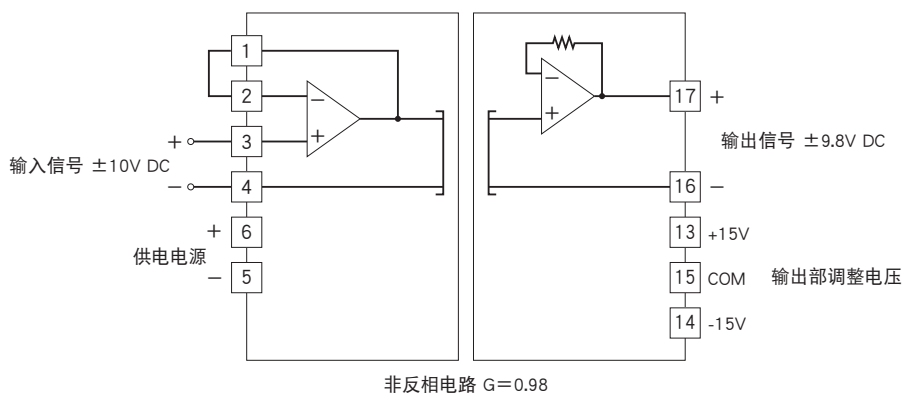 1
2
3
4
6
5
+
−
输入信号 ±10V DC
+
−
供电电源
−
+
−
+
17
16
13
15
14
+
−
+15V
COM
-15V
输出信号 ±9.8V DC
输出部调整电压
非反相电路 G=0.98